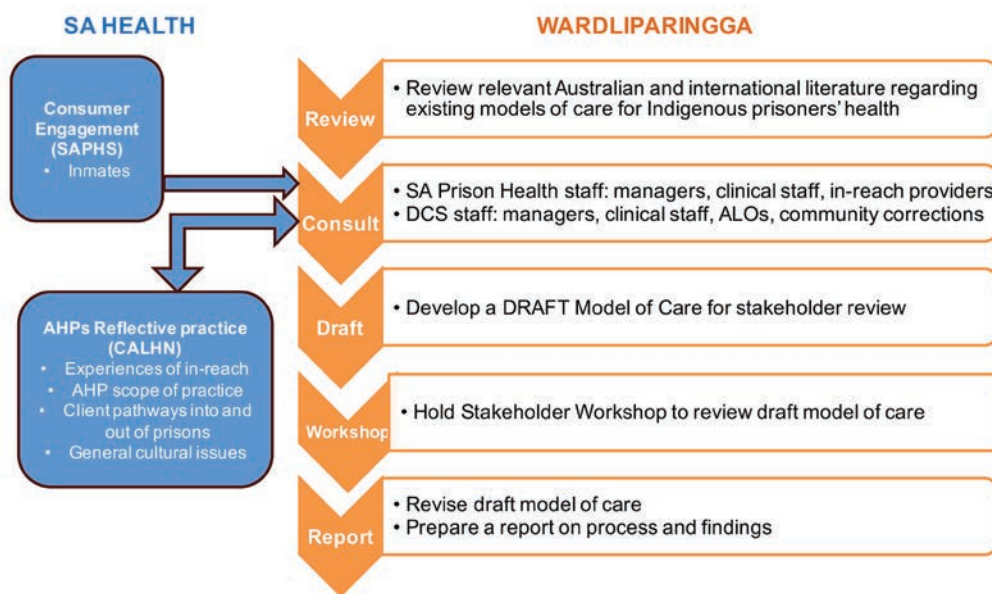 SA HEALTH
WARDLIPARINGGA
Consumer
Engagement
(SAPHS)
• Inmates
AHPs Reflective practice
(CALHN)
• Experiences of in-reach
• AHP scope of practice
• Client pathways into and
out of prisons
• General cultural issues
Review
• Review relevant Australian and international literature regarding
existing models of care for Indigenous prisoners' health
Consult
• SA Prison Health staff: managers, clinical staff, in-reach providers
• DCS staff: managers, clinical staff, ALOs, community corrections
Draft
• Develop a DRAFT Model of Care for stakeholder review
Workshop
• Hold Stakeholder Workshop to review draft model of care
Report
• Revise draft model of care
• Prepare a report on process and findings